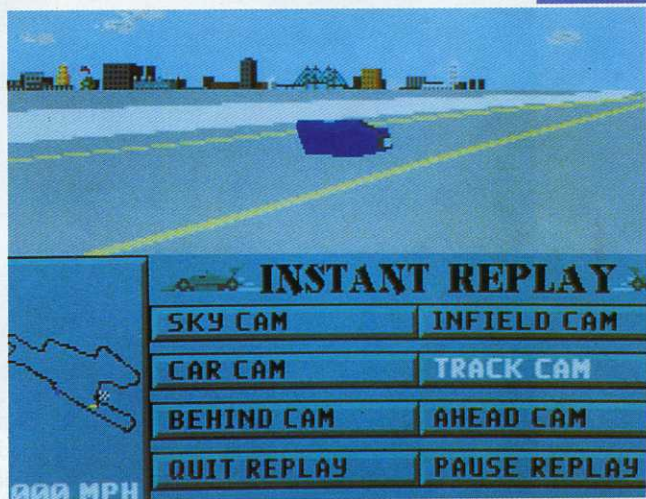 INSTANT REPLAY
SKY CAM
INFIELD CAM
CAR CAM
TRACK CAM
BEHIND CAM
AHEAD CAM
QUIT REPLAY
PAUSE REPLAY
000 MPH